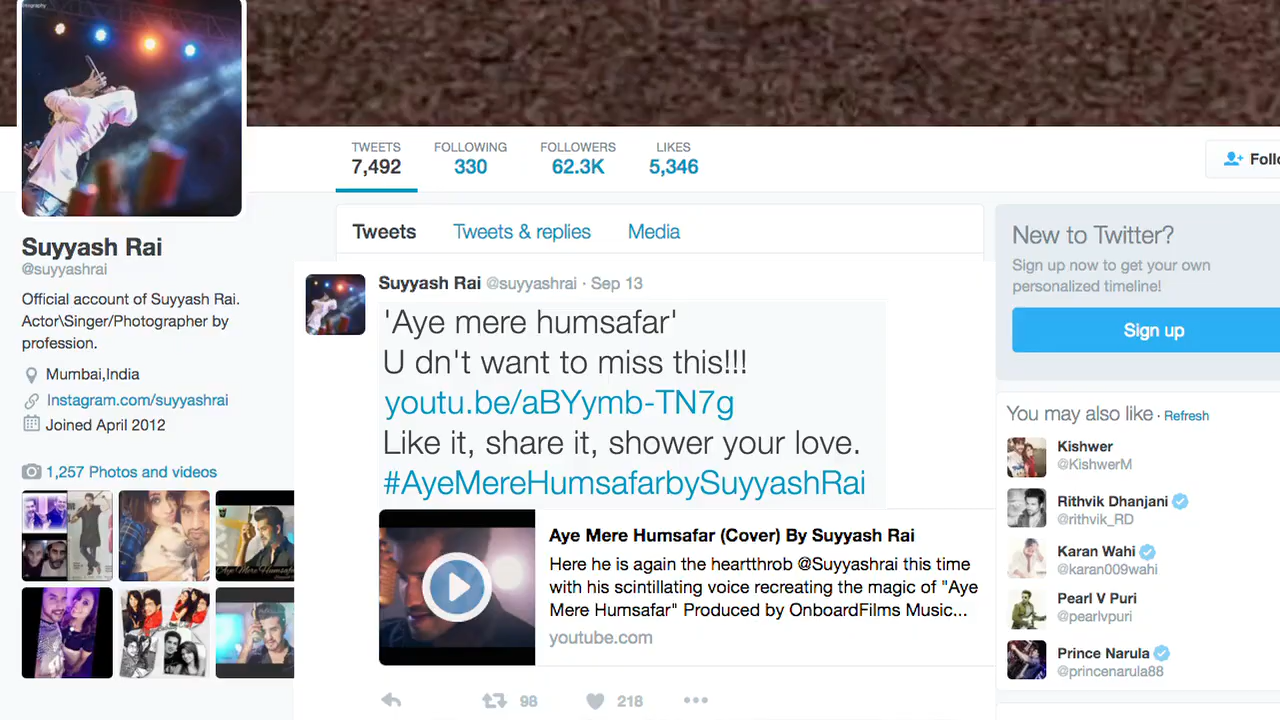 TWEETS FOLLOWING FOLLOWERS LIKES
7,492 330 62.3K 5,346
Tweets Tweets & replies Media
Suyyash Rai
@suyyashrai
Official account of Suyyash Rai.
Actor\Singer/Photographer by
profession.
Mumbai,India
Instagram.com/suyyashrai
Joined April 2012
1,257 Photos and videos
Suyyash Rai @suyyashrai · Sep 13
'Aye mere humsafar'
U dn't want to miss this!!!
youtu.be/aBYymb-TN7g
Like it, share it, shower your love.
#AyeMereHumsafarbySuyyashRai
Aye Mere Humsafar (Cover) By Suyyash Rai
Here he is again the heartthrob @Suyyashrai this time
with his scintillating voice recreating the magic of "Aye
Mere Humsafar" Produced by OnboardFilms Music...
youtube.com
98 218
New to Twitter?
Sign up now to get your own
personalized timeline!
Sign up
You may also like · Refresh
Kishwer
@KishwerM
Rithvik Dhanjani
@rithvik_RD
Karan Wahi
@karan009wahi
Pearl V Puri
@pearlvpuri
Prince Narula
@princenarula88